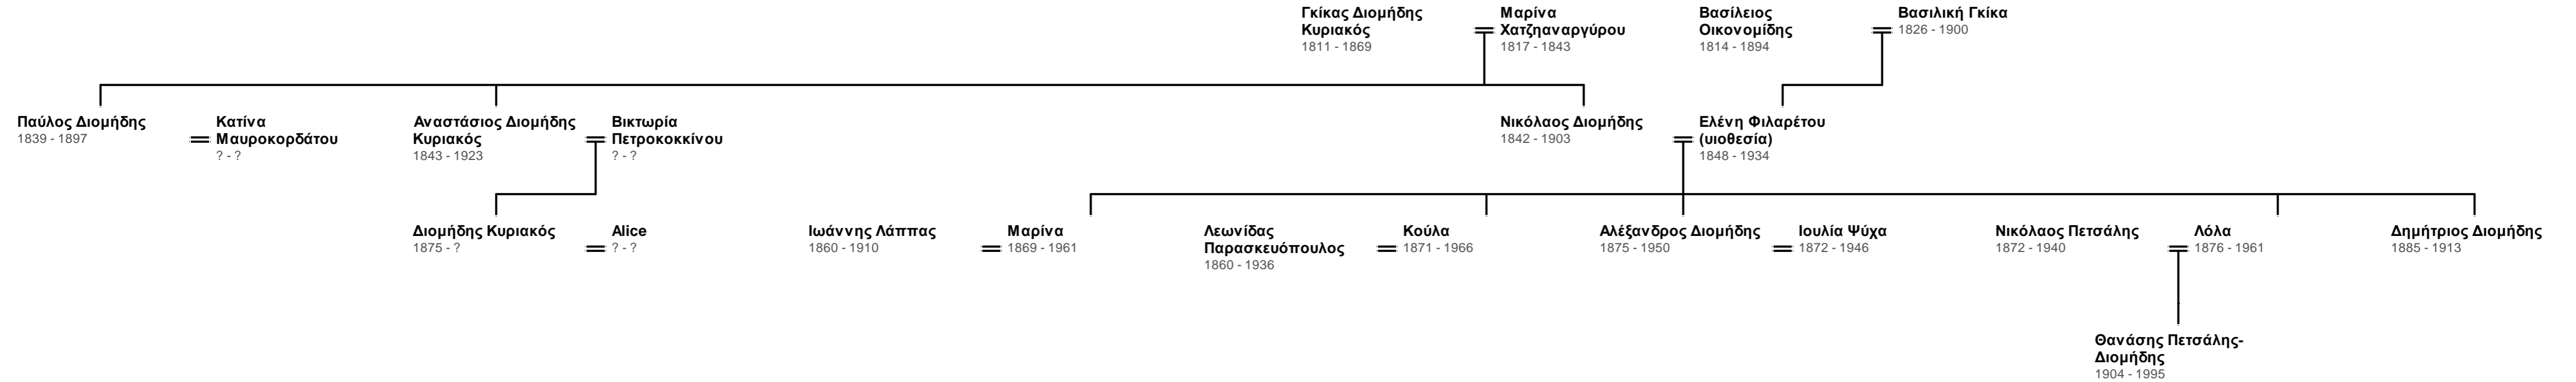 Γκίκας Διομήδης
Κυριακός
1811 - 1869
Μαρίνα
Χατζηαναργύρου
1817 - 1843
Βασίλειος
Οικονομίδης
1814 - 1894
Βασιλική Γκίκα
1826 - 1900
Παύλος Διομήδης
1839 - 1897
Κατίνα
Μαυροκορδάτου
? - ?
Αναστάσιος Διομήδης
Κυριακός
1843 - 1923
Βικτωρία
Πετροκοκκίνου
? - ?
Νικόλαος Διομήδης
1842 - 1903
Ελένη Φιλαρέτου
(υιοθεσία)
1848 - 1934
Διομήδης Κυριακός
1875 - ?
Alice
? - ?
Ιωάννης Λάππας
1860 - 1910
Μαρίνα
1869 - 1961
Λεωνίδας
Παρασκευόπουλος
1860 - 1936
Κούλα
1871 - 1966
Αλέξανδρος Διομήδης
1875 - 1950
Ιουλία Ψύχα
1872 - 1946
Νικόλαος Πετσάλης
1872 - 1940
Λόλα
1876 - 1961
Δημήτριος Διομήδης
1885 - 1913
Θανάσης Πετσάλης-
Διομήδης
1904 - 1995